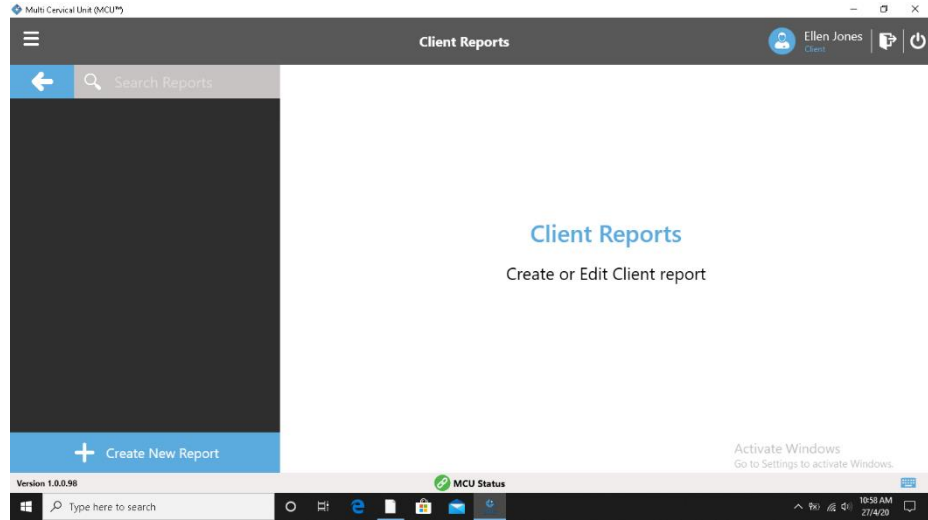 Multi Cervical Unit (MCU™)
Client Reports
Ellen Jones
Client
Search Reports
Client Reports
Create or Edit Client report
Create New Report
Activate Windows
Go to Settings to activate Windows.
Version 1.0.0.98
MCU Status
Type here to search
10:58 AM
27/4/20